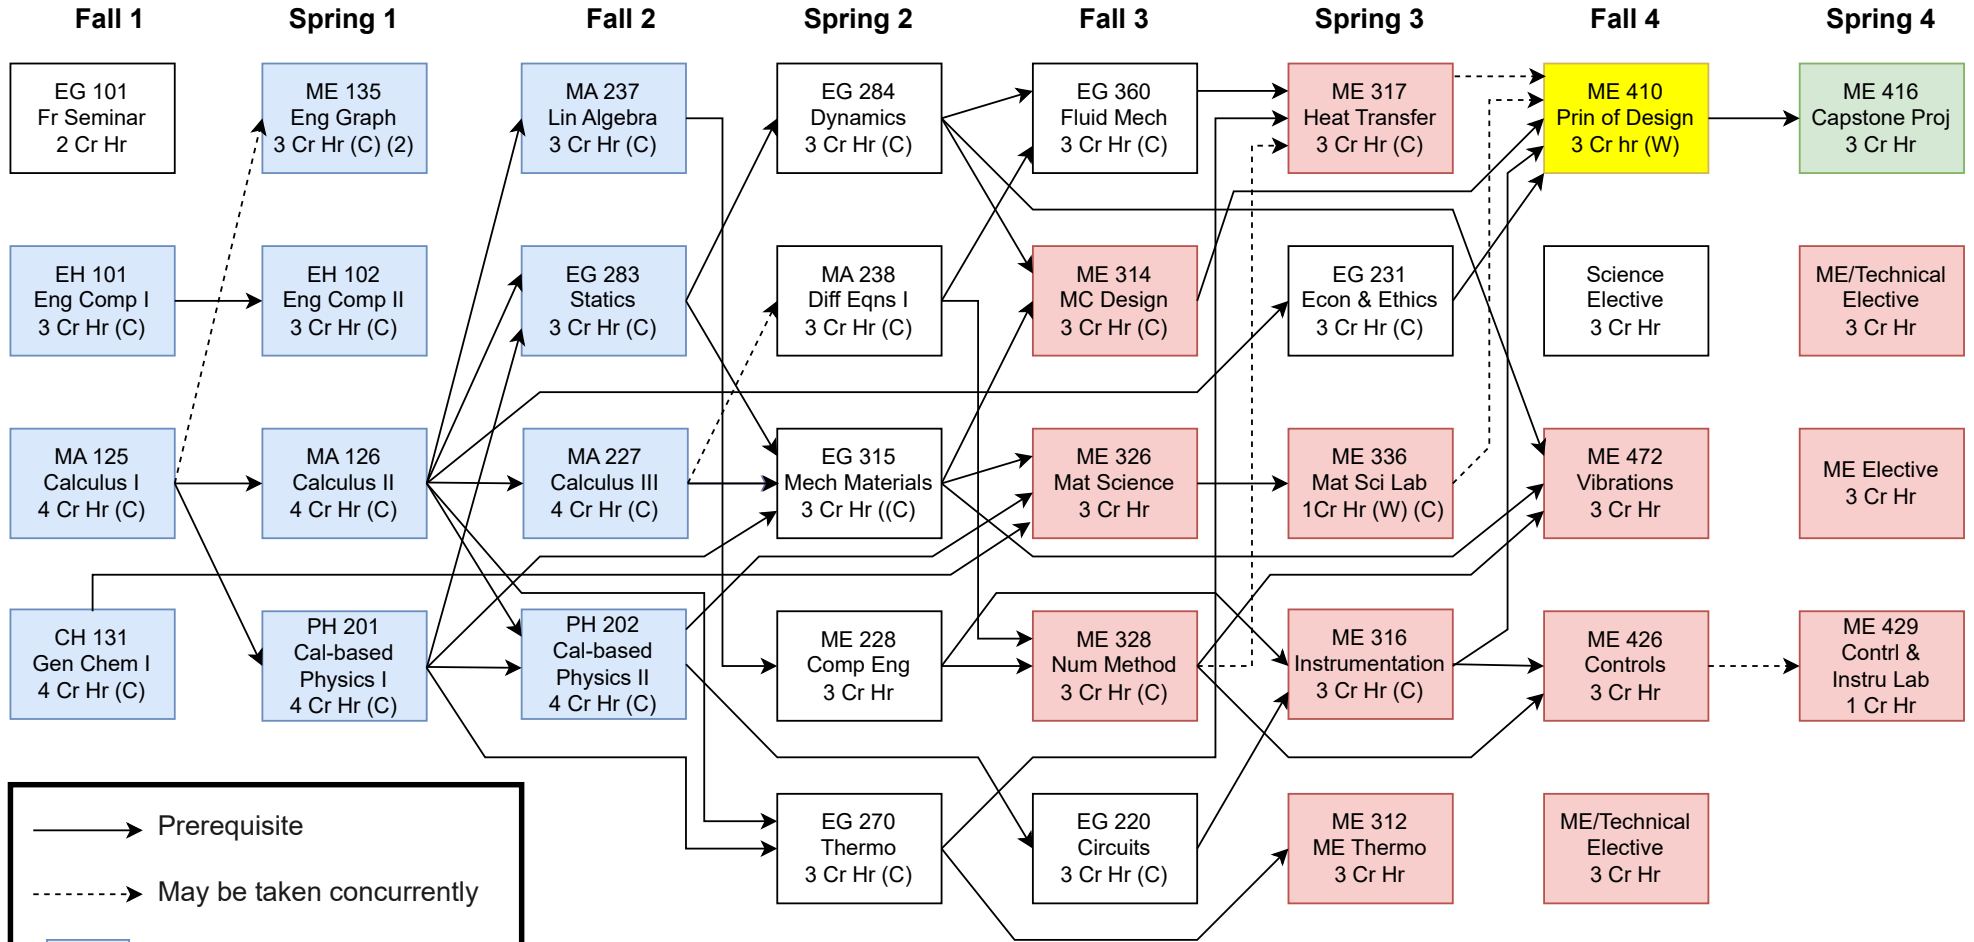 Fall 1
Spring 1
Fall 2
Spring 2
Fall 3
Spring 3
Fall 4
Spring 4
EG 101
Fr Seminar
2 Cr Hr
ME 135
Eng Graph
3 Cr Hr (C) (2)
MA 237
Lin Algebra
3 Cr Hr (C)
EG 284
Dynamics
3 Cr Hr (C)
EG 360
Fluid Mech
3 Cr Hr (C)
ME 317
Heat Transfer
3 Cr Hr (C)
ME 410
Prin of Design
3 Cr hr (W)
ME 416
Capstone Proj
3 Cr Hr
EH 101
Eng Comp I
3 Cr Hr (C)
EH 102
Eng Comp II
3 Cr Hr (C)
EG 283
Statics
3 Cr Hr (C)
MA 238
Diff Eqns I
3 Cr Hr (C)
ME 314
MC Design
3 Cr Hr (C)
EG 231
Econ & Ethics
3 Cr Hr (C)
Science
Elective
3 Cr Hr
ME/Technical
Elective
3 Cr Hr
MA 125
Calculus I
4 Cr Hr (C)
MA 126
Calculus II
4 Cr Hr (C)
MA 227
Calculus III
4 Cr Hr (C)
EG 315
Mech Materials
3 Cr Hr ((C)
ME 326
Mat Science
3 Cr Hr
ME 336
Mat Sci Lab
1Cr Hr (W) (C)
ME 472
Vibrations
3 Cr Hr
ME Elective
3 Cr Hr
CH 131
Gen Chem I
4 Cr Hr (C)
PH 201
Cal-based
Physics I
4 Cr Hr (C)
PH 202
Cal-based
Physics II
4 Cr Hr (C)
ME 228
Comp Eng
3 Cr Hr
ME 328
Num Method
3 Cr Hr (C)
ME 316
Instrumentation
3 Cr Hr (C)
ME 426
Controls
3 Cr Hr
ME 429
Contrl &
Instru Lab
1 Cr Hr
EG 270
Thermo
3 Cr Hr (C)
EG 220
Circuits
3 Cr Hr (C)
ME 312
ME Thermo
3 Cr Hr
ME/Technical
Elective
3 Cr Hr
Prerequisite
May be taken concurrently